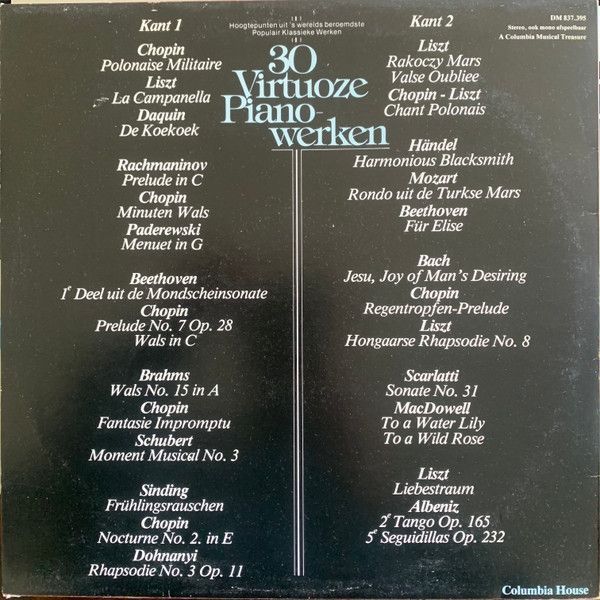 Kant 1
Hoogtepunten uit 's werelds beroemdste
Populair Klassieke Werken
Kant 2
DM 837.395
Stereo, ook mono afspeelbaar
A Columbia Musical Treasure
30
Virtuoze
Piano-
werken
Chopin
Polonaise Militaire
Liszt
La Campanella
Daquin
De Koekoek
Rachmaninov
Prelude in C
Chopin
Minuten Wals
Paderewski
Menuet in G
Beethoven
1e Deel uit de Mondscheinsonate
Chopin
Prelude No. 7 Op. 28
Wals in C
Brahms
Wals No. 15 in A
Chopin
Fantasie Impromptu
Schubert
Moment Musical No. 3
Sinding
Frühlingsrauschen
Chopin
Nocturne No. 2. in E
Dohnanyi
Rhapsodie No. 3 Op. 11
Liszt
Rakoczy Mars
Valse Oubliee
Chopin - Liszt
Chant Polonais
Händel
Harmonious Blacksmith
Mozart
Rondo uit de Turkse Mars
Beethoven
Für Elise
Bach
Jesu, Joy of Man's Desiring
Chopin
Regentropfen-Prelude
Liszt
Hongaarse Rhapsodie No. 8
Scarlatti
Sonate No. 31
MacDowell
To a Water Lily
To a Wild Rose
Liszt
Liebestraum
Albeniz
2e Tango Op. 165
5e Seguidillas Op. 232
Columbia House